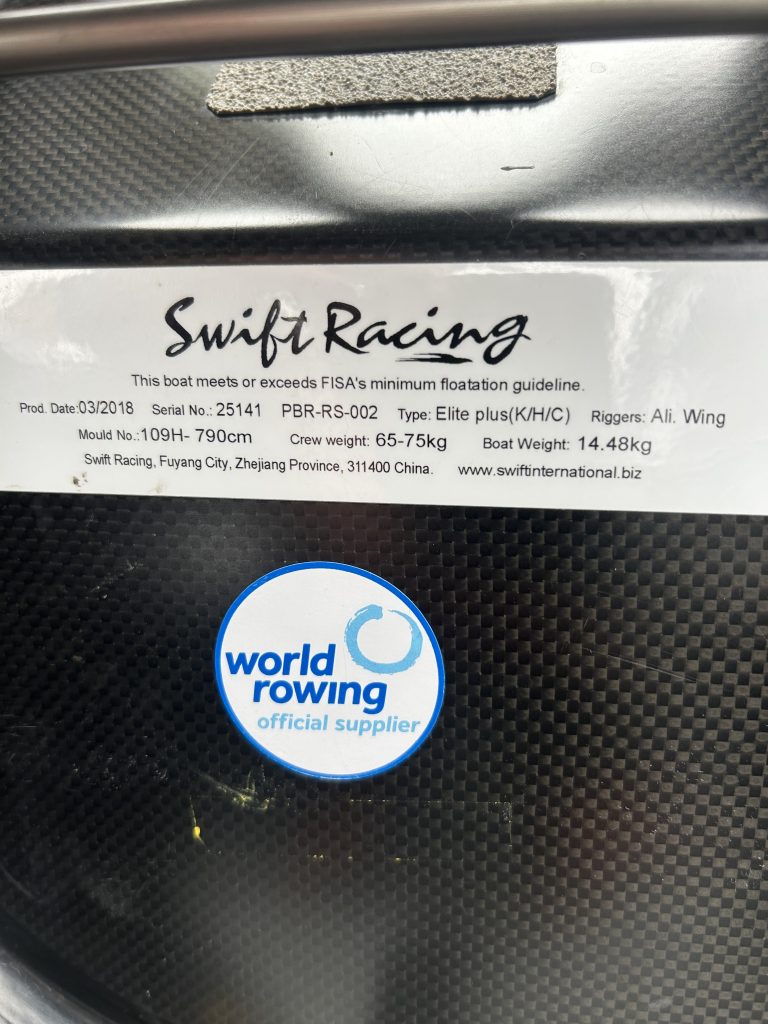 Swift Racing
This boat meets or exceeds FISA's minimum floatation guideline.
Prod. Date:03/2018 Serial No.: 25141 PBR-RS-002 Type: Elite plus(K/H/C) Riggers: Ali. Wing
Mould No.:109H- 790cm Crew weight: 65-75kg Boat Weight: 14.48kg
Swift Racing, Fuyang City, Zhejiang Province, 311400 China. www.swiftinternational.biz
world
rowing
official supplier